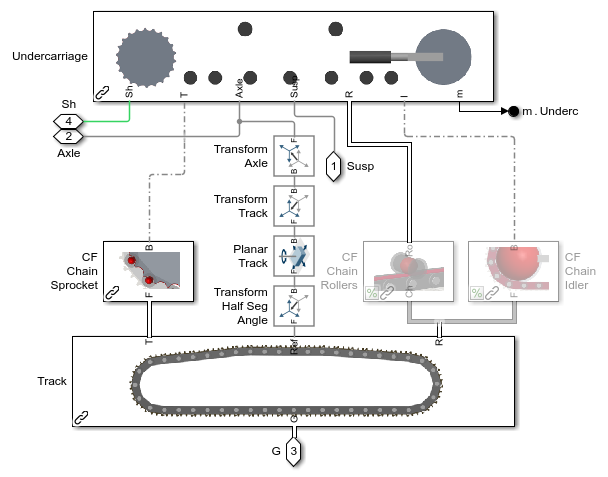 Undercarriage
Sh
T
Axle
Susp
R
I
m
m . Underc
Sh
4
2
Axle
1
Susp
Transform
Axle
F
B
Transform
Track
B
F
Planar
Track
B
F
Transform
Half Seg
Angle
B
F
CF
Chain
Sprocket
B
F
CF
Chain
Rollers
Ro
Ch
%
CF
Chain
Idler
B
F
%
Track
T
Ref
R
G
G
3